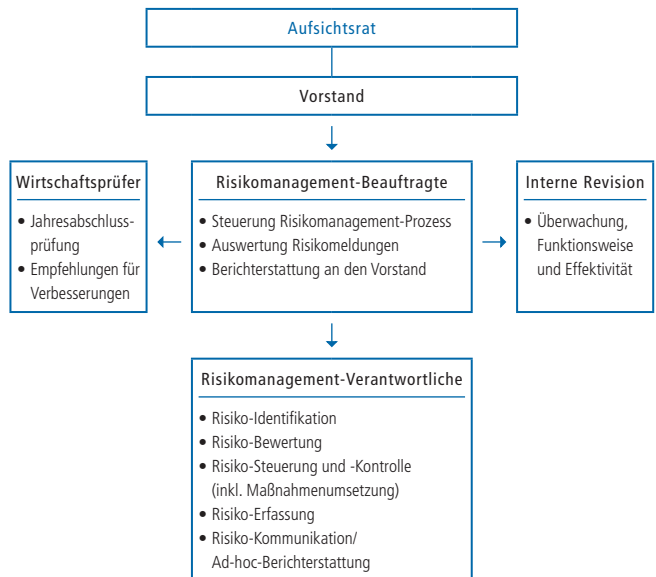 Aufsichtsrat
Vorstand
Wirtschaftsprüfer
• Jahresabschluss-
prüfung
• Empfehlungen für
Verbesserungen
Risikomanagement-Beauftragte
• Steuerung Risikomanagement-Prozess
• Auswertung Risikomeldungen
• Berichterstattung an den Vorstand
Interne Revision
• Überwachung,
Funktionsweise
und Effektivität
Risikomanagement-Verantwortliche
• Risiko-Identifikation
• Risiko-Bewertung
• Risiko-Steuerung und -Kontrolle
(inkl. Maßnahmenumsetzung)
• Risiko-Erfassung
• Risiko-Kommunikation/
Ad-hoc-Berichterstattung